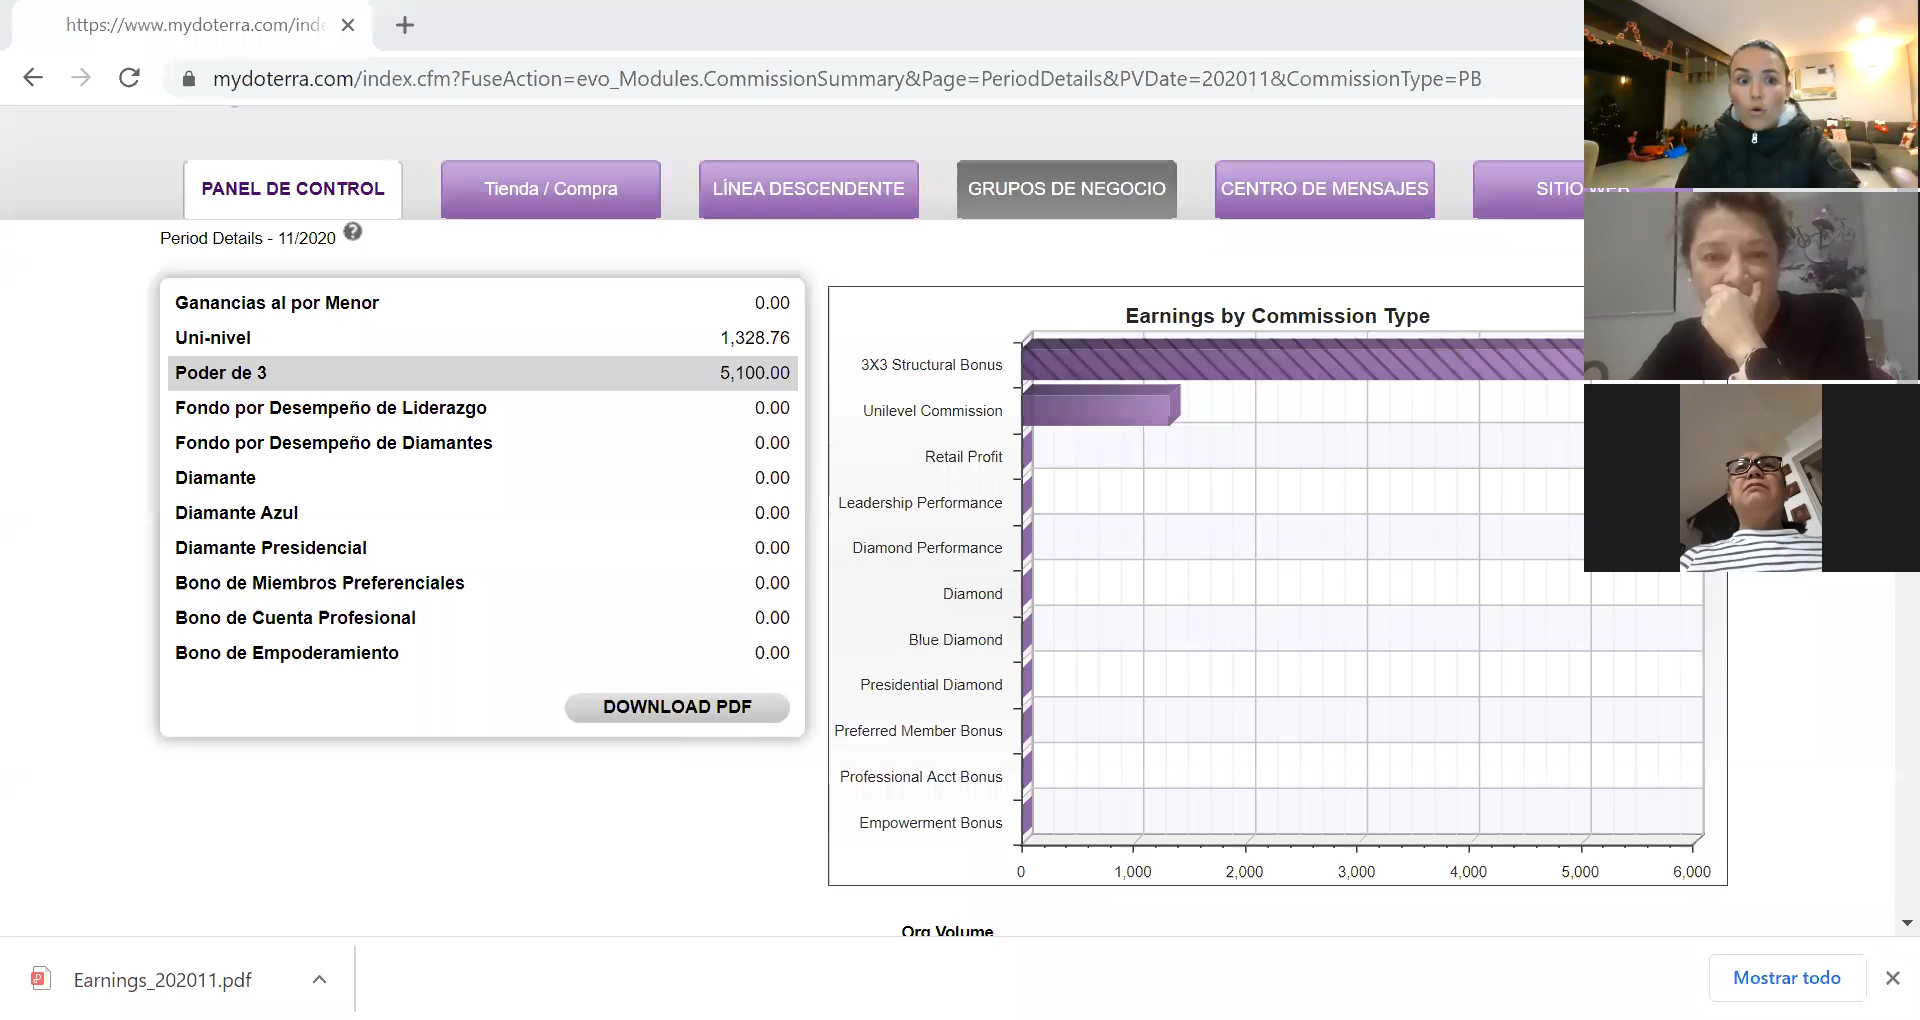 https://www.mydoterra.com/inde
mydoterra.com/index.cfm?FuseAction=evo_Modules.CommissionSummary&Page=PeriodDetails&PVDate=202011&CommissionType=PB
PANEL DE CONTROL
Tienda / Compra
LÍNEA DESCENDENTE
GRUPOS DE NEGOCIO
CENTRO DE MENSAJES
SITIO WEB
Period Details - 11/2020
Ganancias al por Menor 0.00
Uni-nivel 1,328.76
Poder de 3 5,100.00
Fondo por Desempeño de Liderazgo 0.00
Fondo por Desempeño de Diamantes 0.00
Diamante 0.00
Diamante Azul 0.00
Diamante Presidencial 0.00
Bono de Miembros Preferenciales 0.00
Bono de Cuenta Profesional 0.00
Bono de Empoderamiento 0.00
DOWNLOAD PDF
Earnings by Commission Type
3X3 Structural Bonus
Unilevel Commission
Retail Profit
Leadership Performance
Diamond Performance
Diamond
Blue Diamond
Presidential Diamond
Preferred Member Bonus
Professional Acct Bonus
Empowerment Bonus
0 1,000 2,000 3,000 4,000 5,000 6,000
Org Volume
Earnings_202011.pdf
Mostrar todo